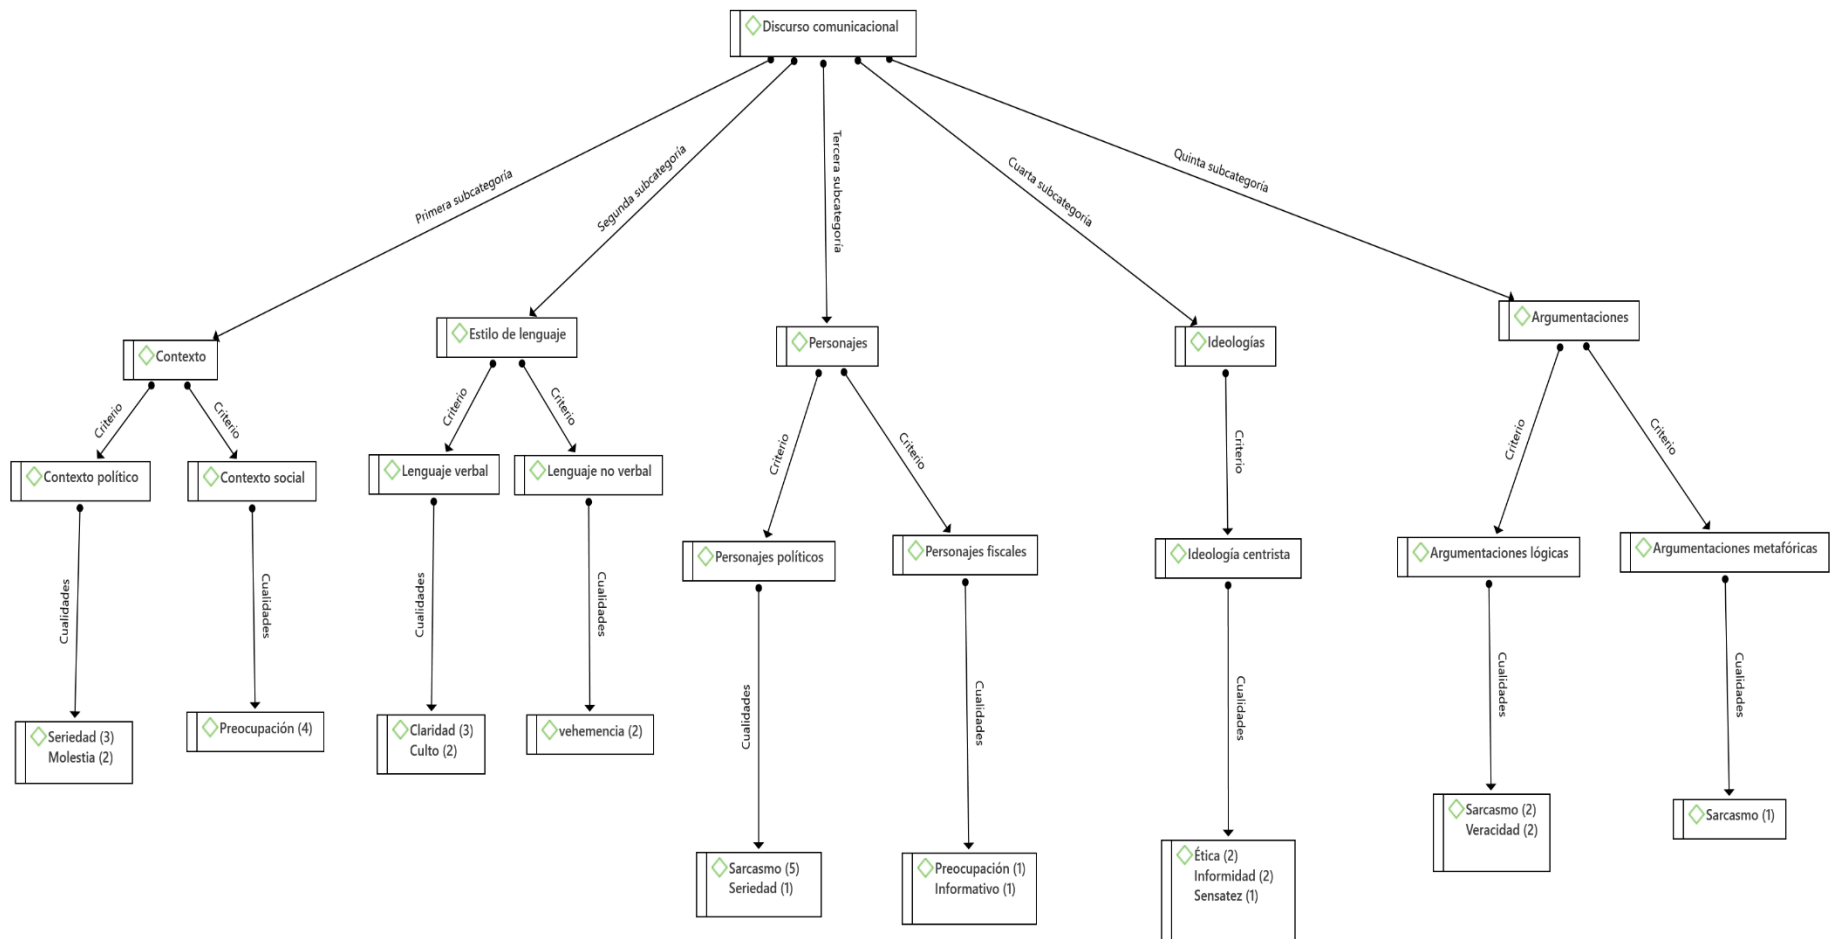 Discurso comunicacional
Primera subcategoría
Segunda subcategoría
Tercera subcategoría
Cuarta subcategoría
Quinta subcategoría
Contexto
Estilo de lenguaje
Personajes
Ideologías
Argumentaciones
Criterio
Criterio
Criterio
Criterio
Criterio
Criterio
Criterio
Criterio
Criterio
Contexto político
Contexto social
Lenguaje verbal
Lenguaje no verbal
Personajes políticos
Personajes fiscales
Ideología centrista
Argumentaciones lógicas
Argumentaciones metafóricas
Cualidades
Cualidades
Cualidades
Cualidades
Cualidades
Cualidades
Cualidades
Cualidades
Cualidades
Seriedad (3)
Molestia (2)
Preocupación (4)
Claridad (3)
Culto (2)
vehemencia (2)
Sarcasmo (5)
Seriedad (1)
Preocupación (1)
Informativo (1)
Ética (2)
Informidad (2)
Sensatez (1)
Sarcasmo (2)
Veracidad (2)
Sarcasmo (1)